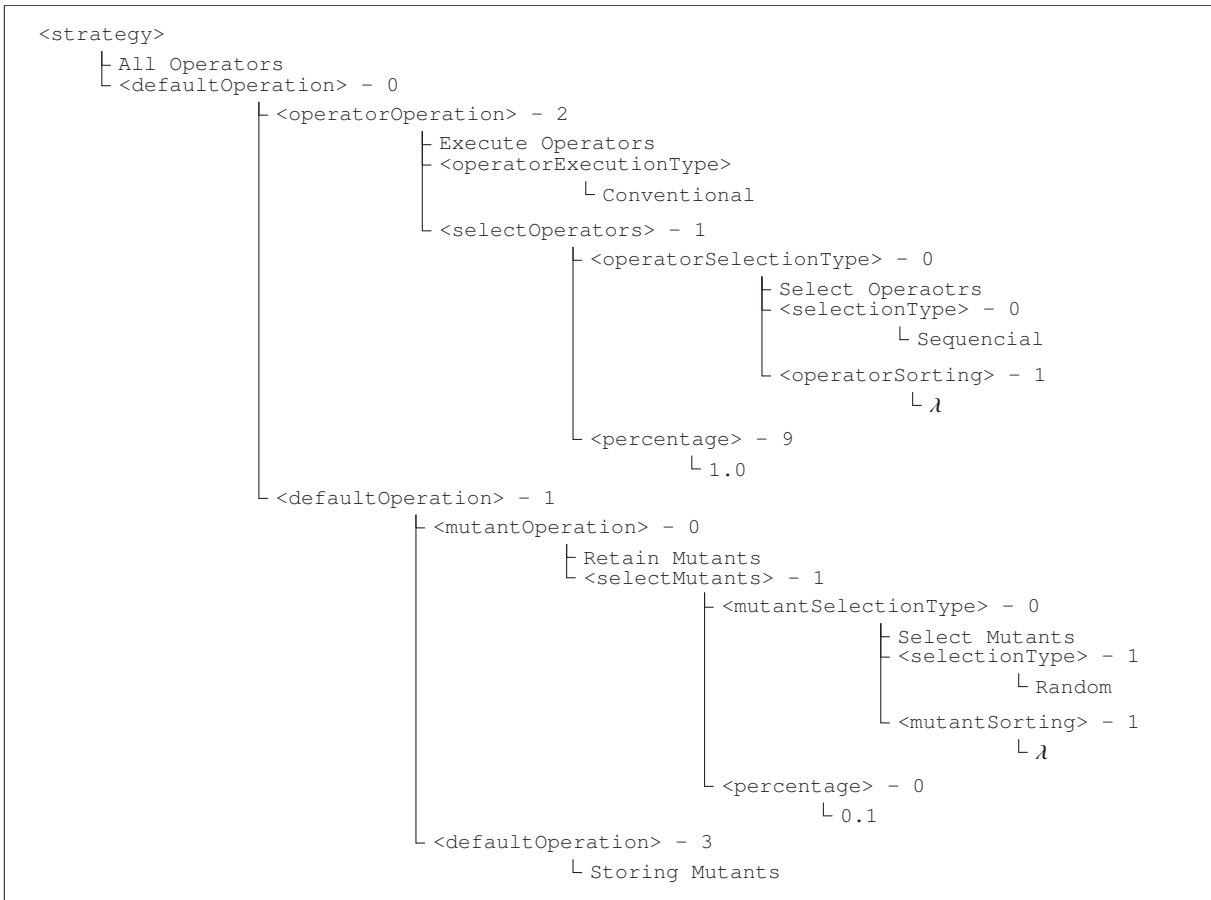 <strategy>
All Operators
<defaultOperation> - 0
<operatorOperation> - 2
Execute Operators
<operatorExecutionType>
Conventional
<selectOperators> - 1
<operatorSelectionType> - 0
Select Operaotrs
<selectionType> - 0
Sequencial
<operatorSorting> - 1
λ
<percentage> - 9
1.0
<defaultOperation> - 1
<mutantOperation> - 0
Retain Mutants
<selectMutants> - 1
<mutantSelectionType> - 0
Select Mutants
<selectionType> - 1
Random
<mutantSorting> - 1
λ
<percentage> - 0
0.1
<defaultOperation> - 3
Storing Mutants